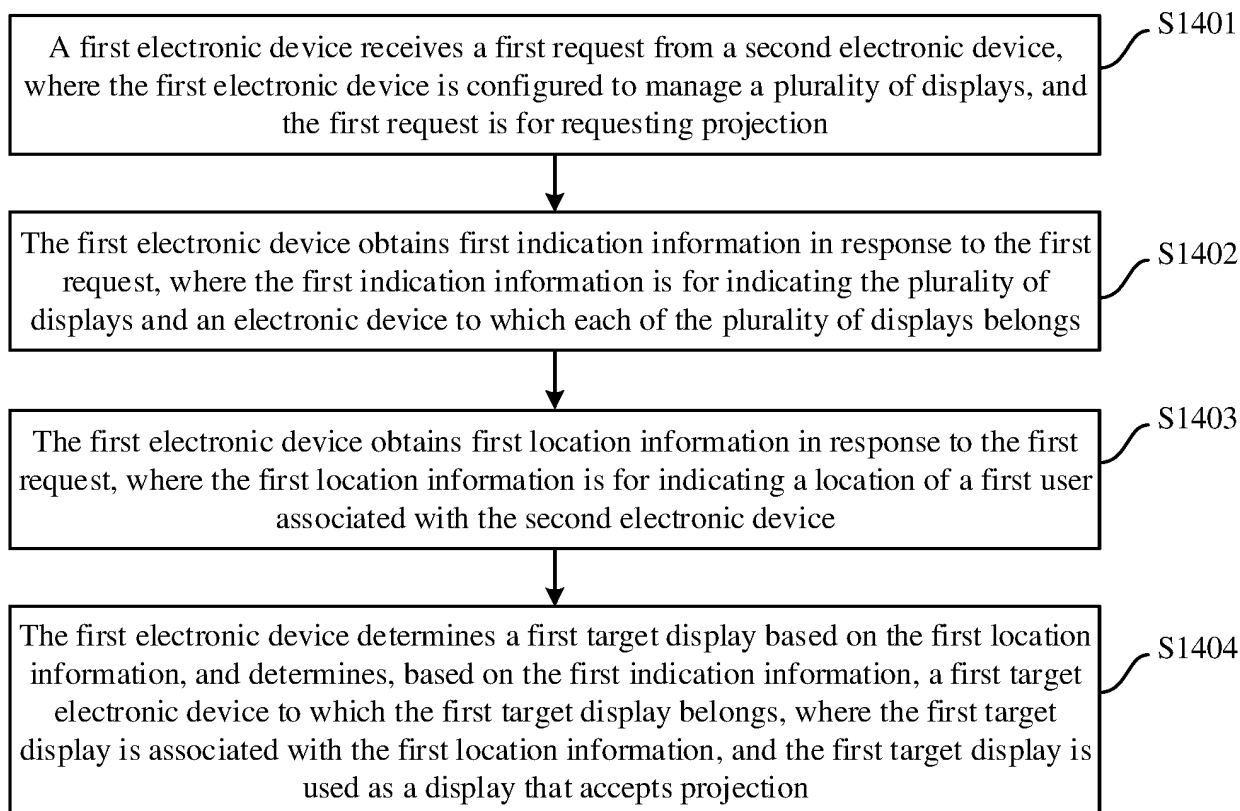 A first electronic device receives a first request from a second electronic device,
where the first electronic device is configured to manage a plurality of displays, and
the first request is for requesting projection
S1401
The first electronic device obtains first indication information in response to the first
request, where the first indication information is for indicating the plurality of
displays and an electronic device to which each of the plurality of displays belongs
S1402
The first electronic device obtains first location information in response to the first
request, where the first location information is for indicating a location of a first user
associated with the second electronic device
S1403
The first electronic device determines a first target display based on the first location
information, and determines, based on the first indication information, a first target
electronic device to which the first target display belongs, where the first target
display is associated with the first location information, and the first target display is
used as a display that accepts projection
S1404